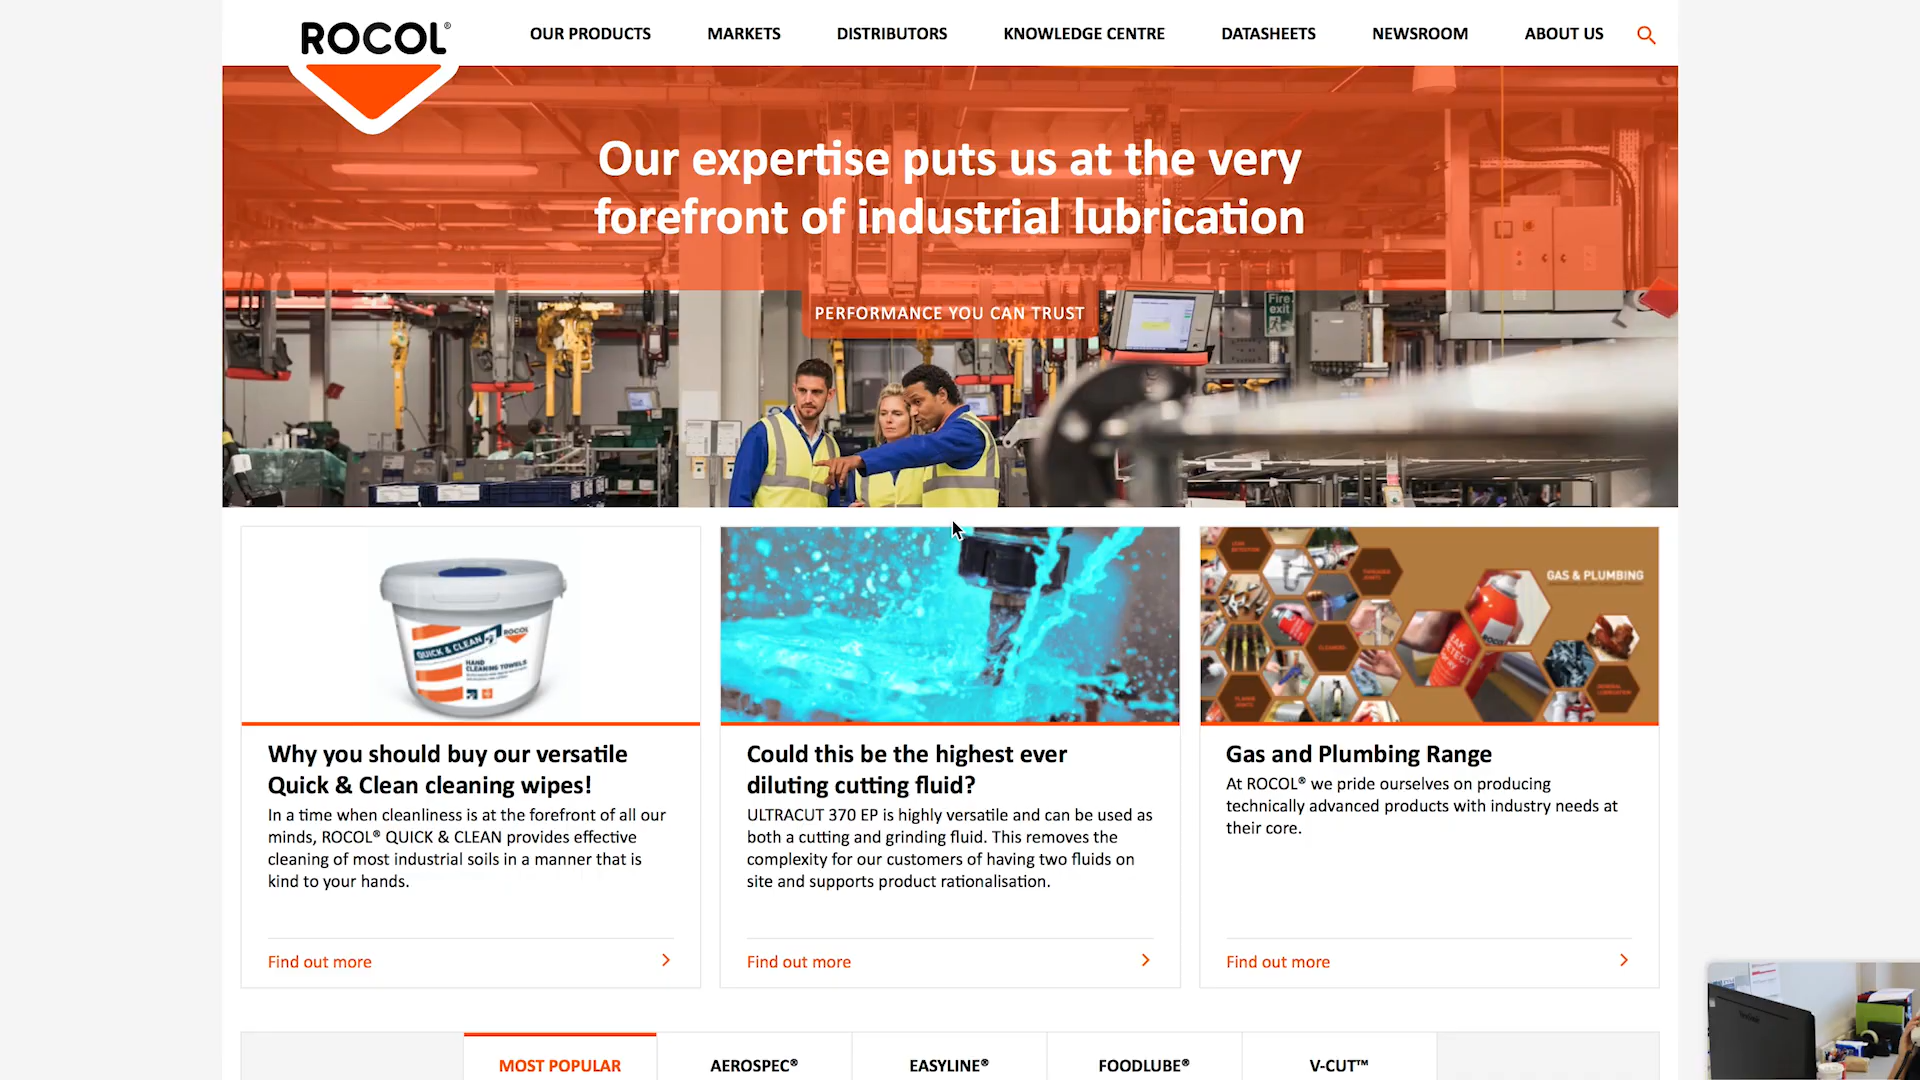 ROCOL®
OUR PRODUCTS
MARKETS
DISTRIBUTORS
KNOWLEDGE CENTRE
DATASHEETS
NEWSROOM
ABOUT US
Our expertise puts us at the very
forefront of industrial lubrication
PERFORMANCE YOU CAN TRUST
Fire
exit
QUICK & CLEAN
ROCOL
HAND
CLEANING TOWELS
GAS & PLUMBING
Why you should buy our versatile
Quick & Clean cleaning wipes!
In a time when cleanliness is at the forefront of all our
minds, ROCOL® QUICK & CLEAN provides effective
cleaning of most industrial soils in a manner that is
kind to your hands.
Find out more
Could this be the highest ever
diluting cutting fluid?
ULTRACUT 370 EP is highly versatile and can be used as
both a cutting and grinding fluid. This removes the
complexity for our customers of having two fluids on
site and supports product rationalisation.
Find out more
Gas and Plumbing Range
At ROCOL® we pride ourselves on producing
technically advanced products with industry needs at
their core.
Find out more
MOST POPULAR
AEROSPEC®
EASYLINE®
FOODLUBE®
V-CUT™